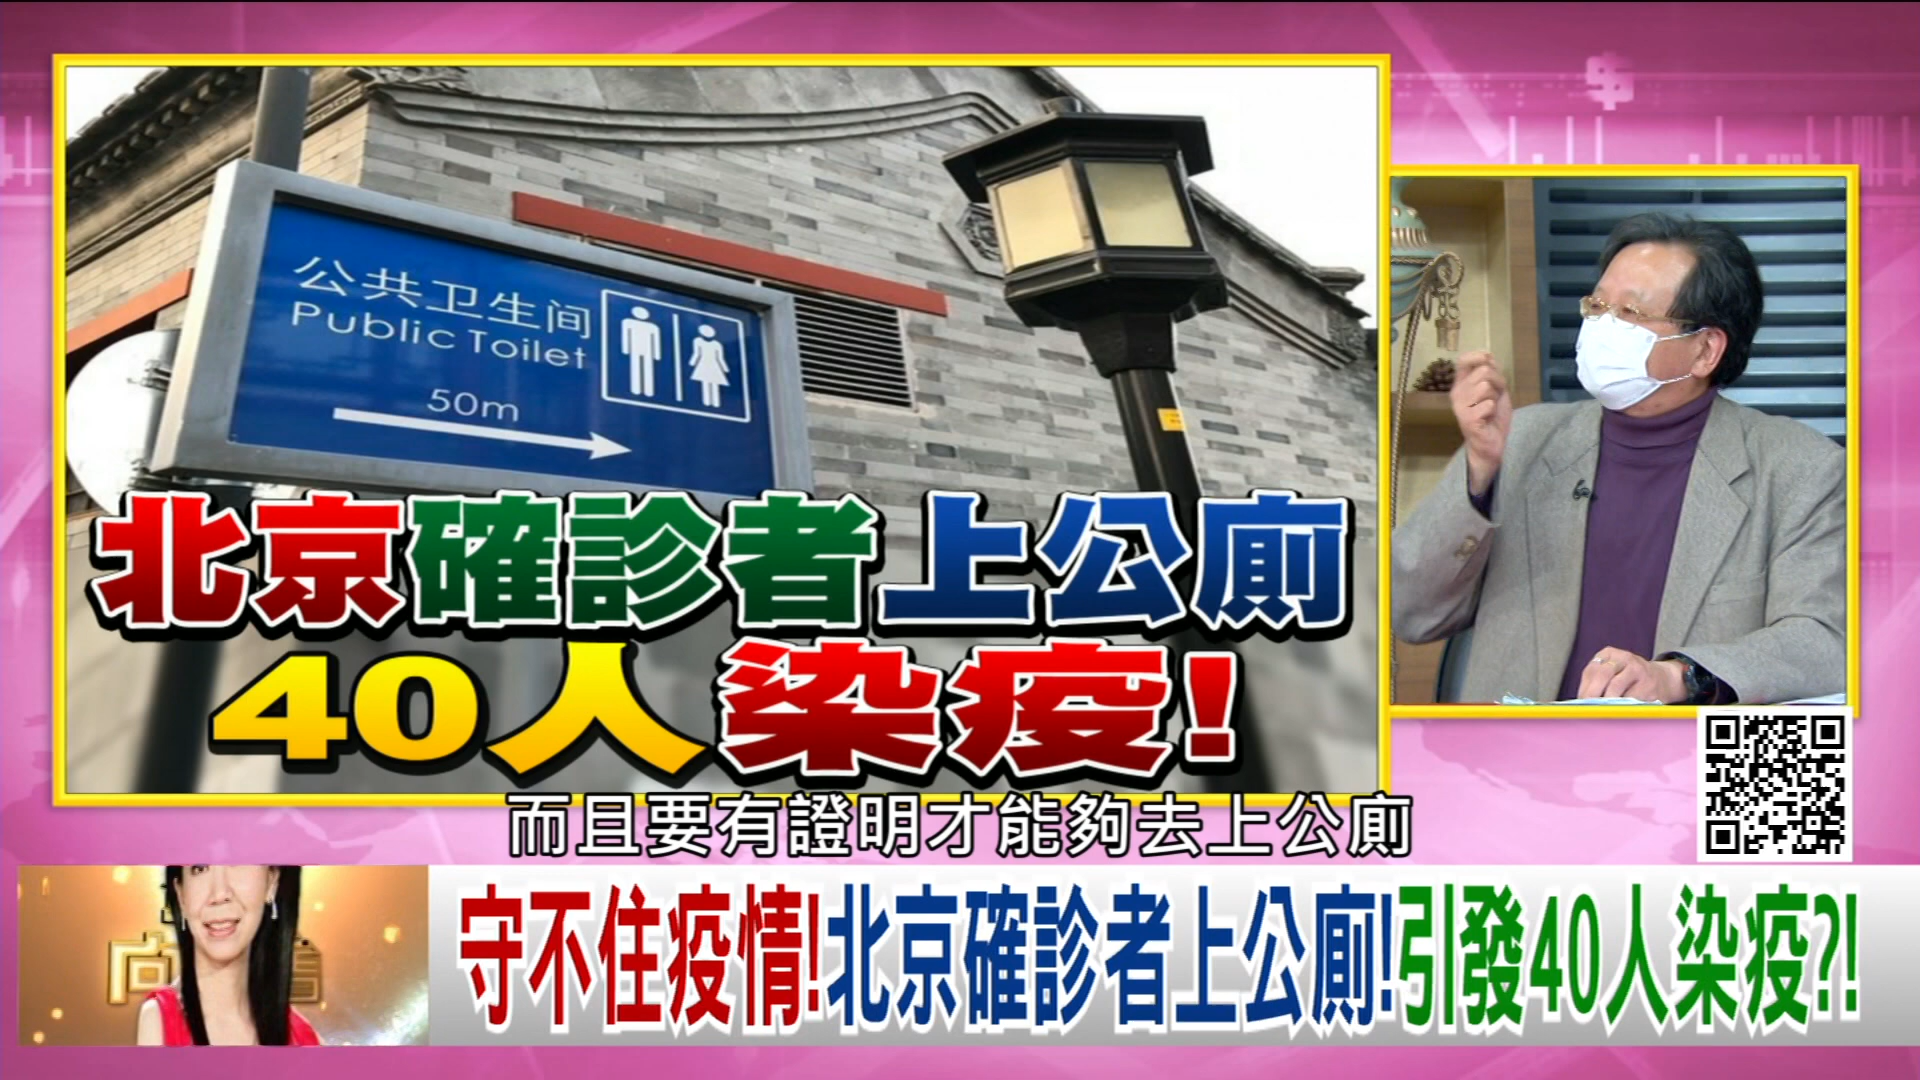 公共卫生间
Public Toilet
50m
北京確診者上公廁
40人染疫!
而且要有證明才能夠去上公廁
守不住疫情!北京確診者上公廁!引發40人染疫?!